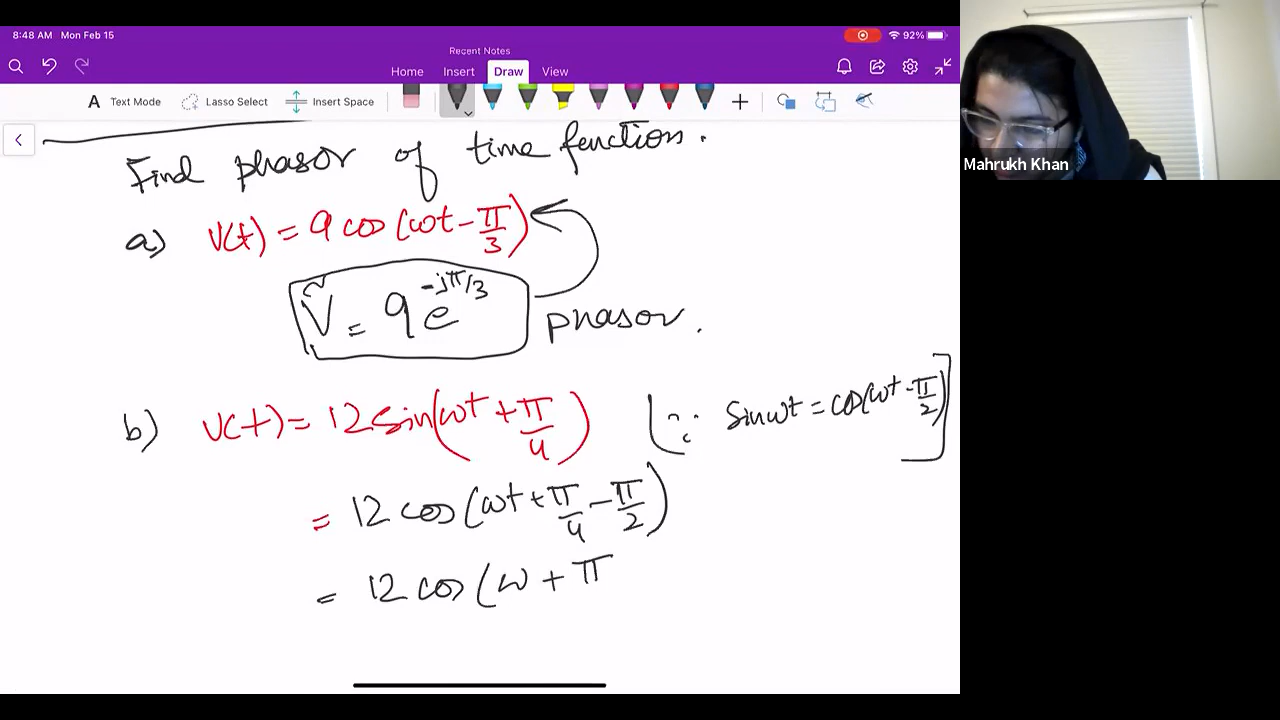 8:48 AM Mon Feb 15
92%
Recent Notes
Home Insert Draw View
Text Mode Lasso Select Insert Space
Find phasor of time function.
a) v(t) = 9 cos(ωt - π/3)
Ṽ = 9 e^{-jπ/3} phasor.
b) v(t) = 12 sin(ωt + π/4) [∵ sin ωt = cos(ωt - π/2)]
= 12 cos(ωt + π/4 - π/2)
= 12 cos(ω + π
Mahrukh Khan